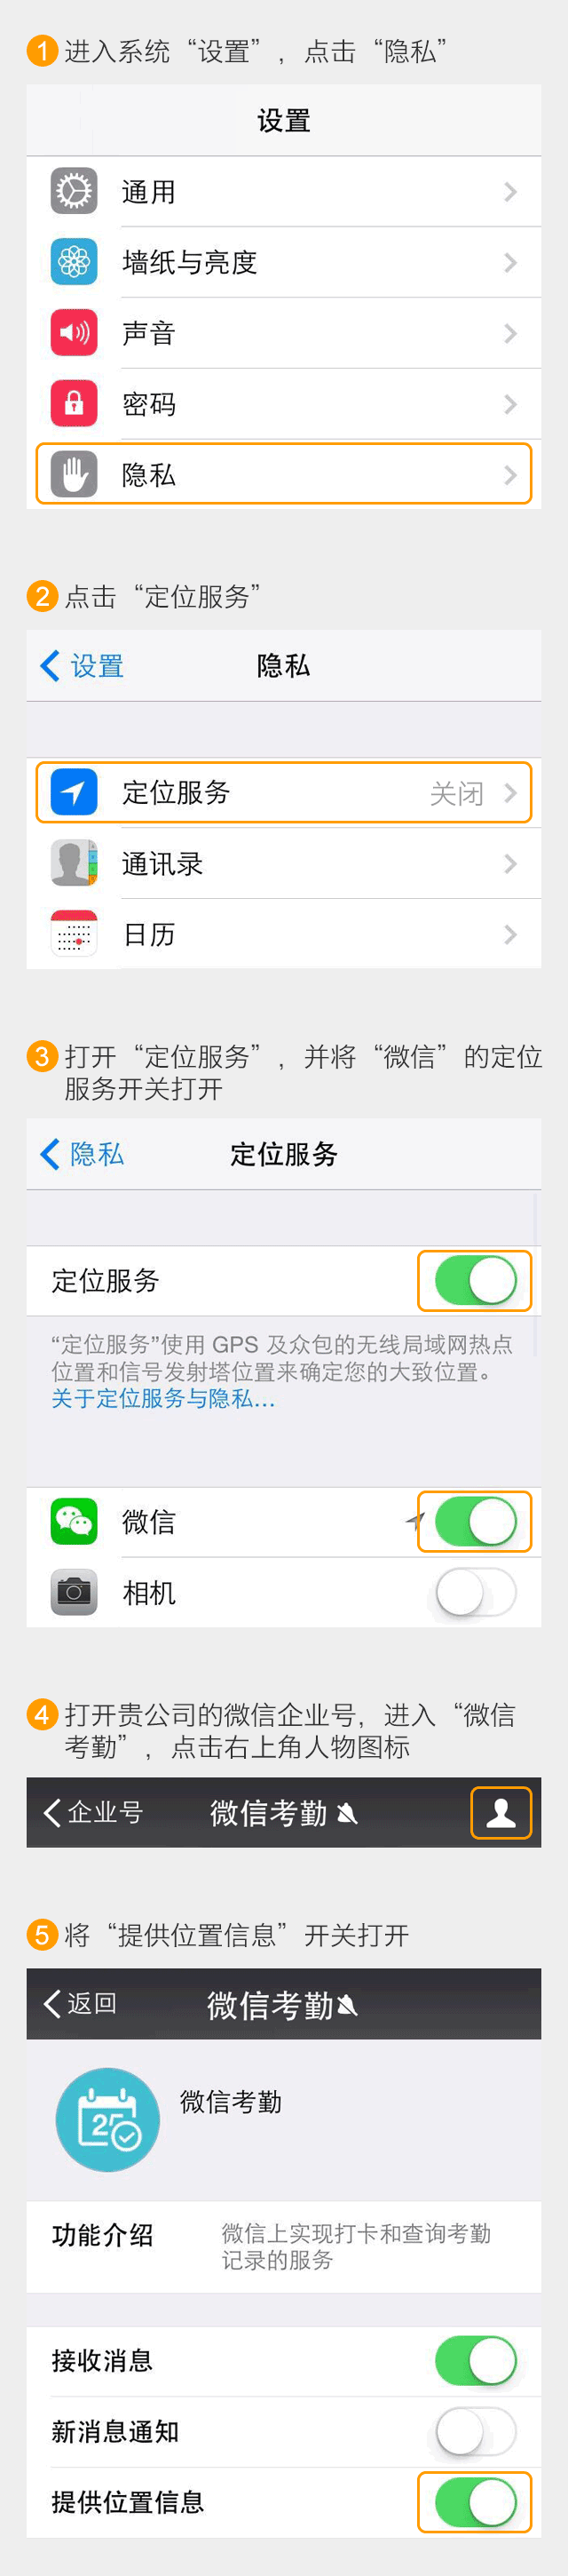 1 进入系统“设置”，点击“隐私”
设置
通用
墙纸与亮度
声音
密码
隐私
2 点击“定位服务”
设置 隐私
定位服务 关闭
通讯录
日历
3 打开“定位服务”，并将“微信”的定位
服务开关打开
隐私 定位服务
定位服务
“定位服务”使用 GPS 及众包的无线局域网热点
位置和信号发射塔位置来确定您的大致位置。
关于定位服务与隐私...
微信
相机
4 打开贵公司的微信企业号，进入“微信
考勤”，点击右上角人物图标
企业号 微信考勤
5 将“提供位置信息”开关打开
返回 微信考勤
25
微信考勤
功能介绍 微信上实现打卡和查询考勤
记录的服务
接收消息
新消息通知
提供位置信息